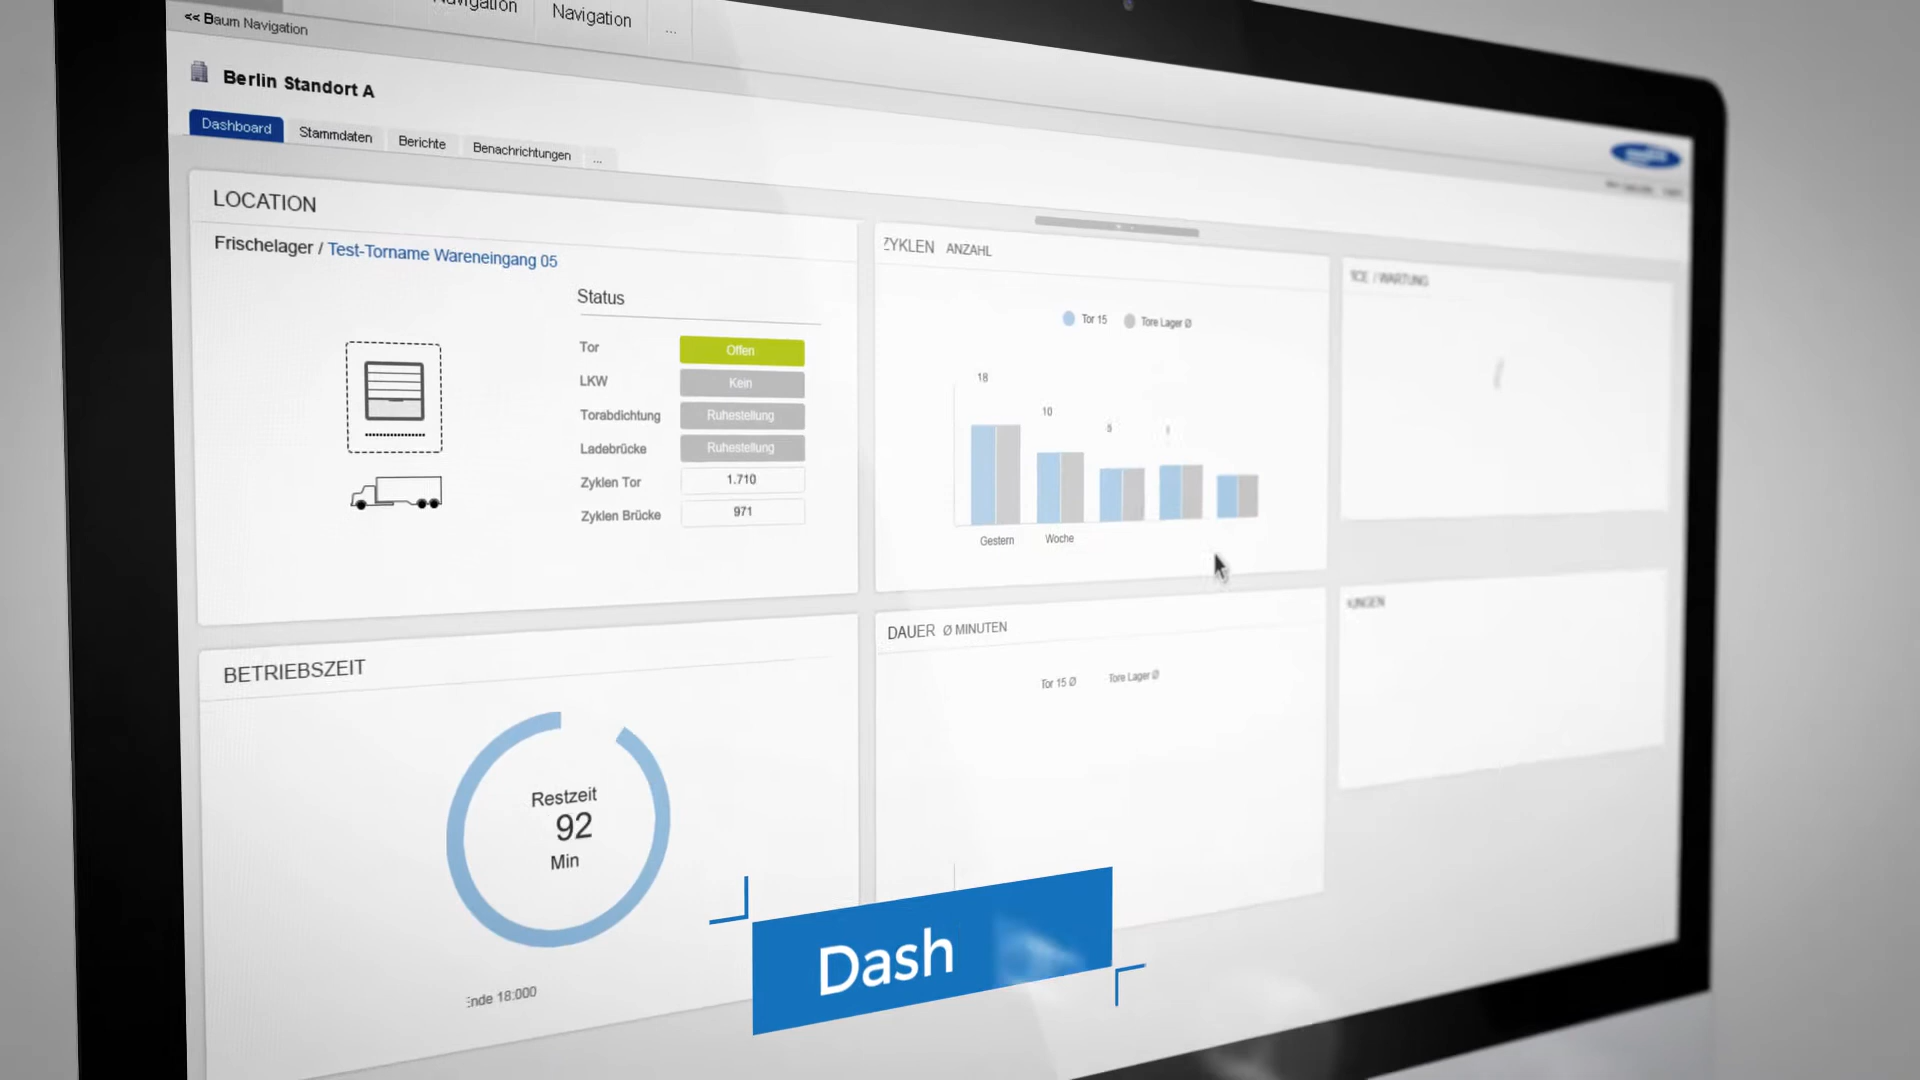 Navigation
Navigation
...
<< Baum Navigation
Berlin Standort A
Dashboard
Stammdaten
Berichte
Benachrichtungen
...
LOCATION
Frischelager / Test-Torname Wareneingang 05
Status
Tor
Offen
LKW
Kein
Torabdichtung
Ruhestellung
Ladebrücke
Ruhestellung
Zyklen Tor
1.710
Zyklen Brücke
971
ZYKLEN ANZAHL
Tor 15
Tore Lager Ø
18
10
Gestern
Woche
/ WARTUNG
BETRIEBSZEIT
Restzeit
92
Min
Ende 18:000
DAUER Ø MINUTEN
Tor 15 Ø
Tore Lager Ø
Dash